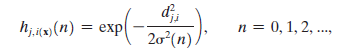 h_{j,i(x)}(n) = exp(−d²_{j,i} / 2σ²(n)), n = 0, 1, 2, ...,